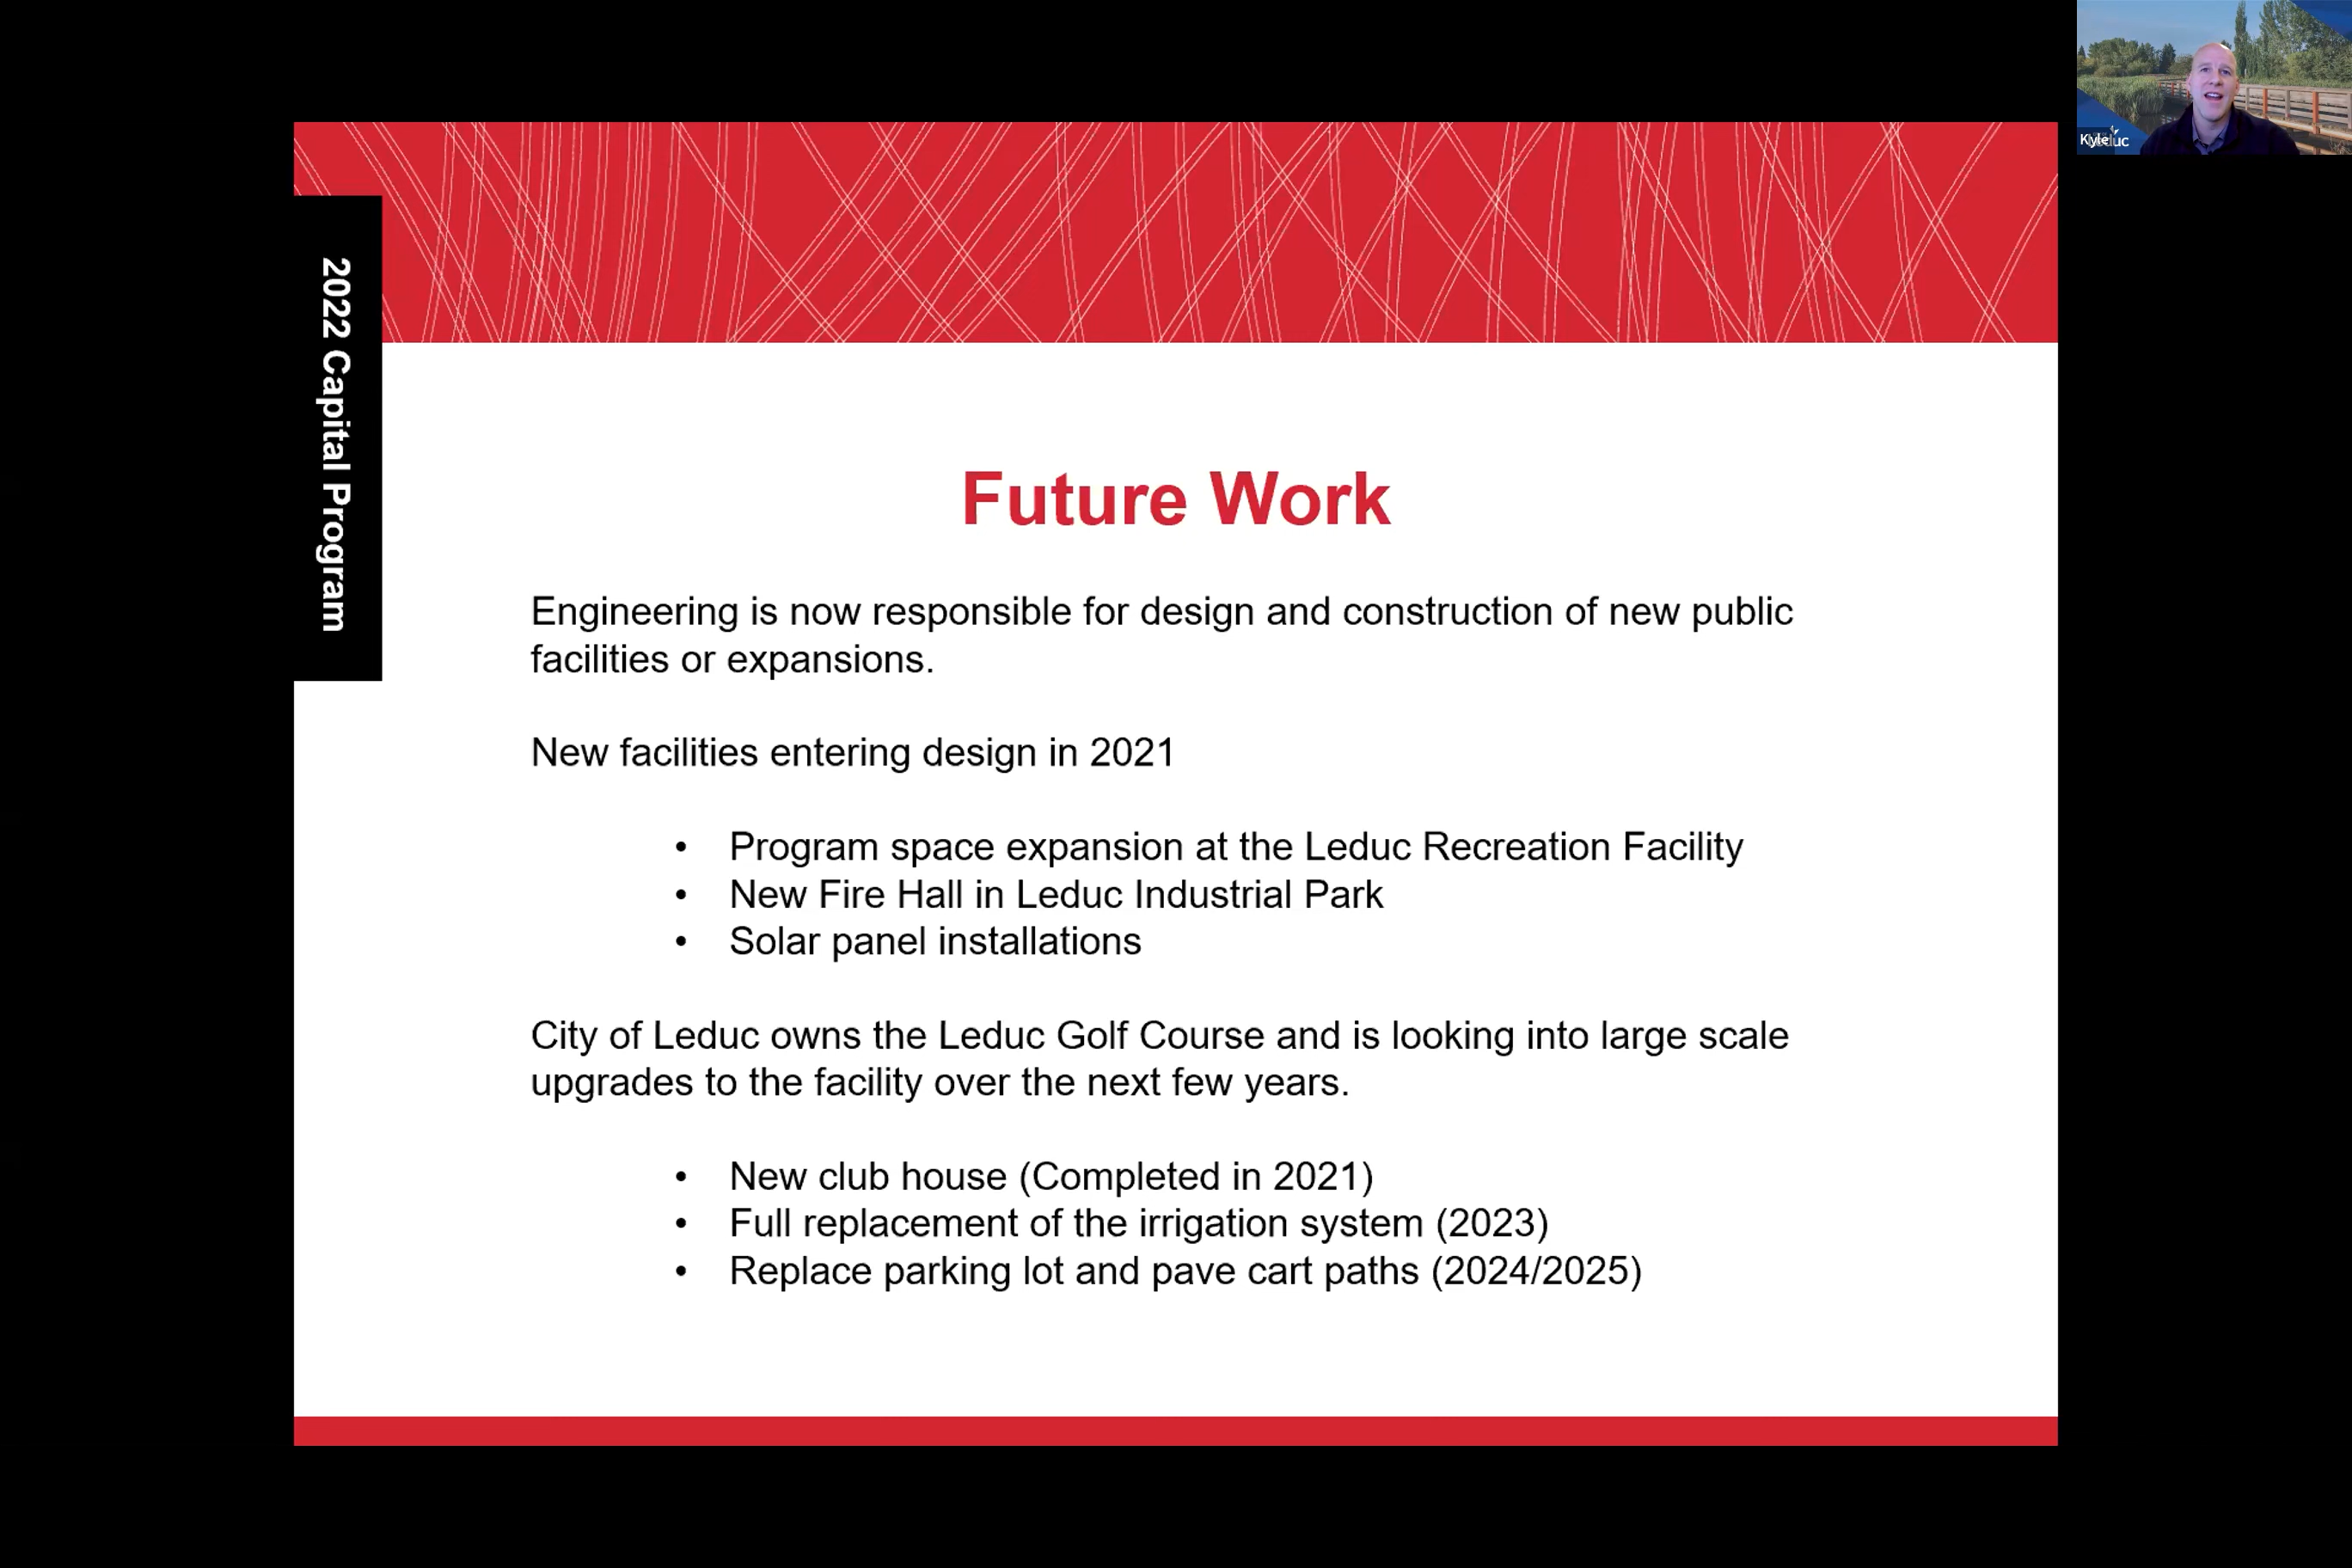 Kyle
2022 Capital Program
Future Work
Engineering is now responsible for design and construction of new public
facilities or expansions.
New facilities entering design in 2021
• Program space expansion at the Leduc Recreation Facility
• New Fire Hall in Leduc Industrial Park
• Solar panel installations
City of Leduc owns the Leduc Golf Course and is looking into large scale
upgrades to the facility over the next few years.
• New club house (Completed in 2021)
• Full replacement of the irrigation system (2023)
• Replace parking lot and pave cart paths (2024/2025)